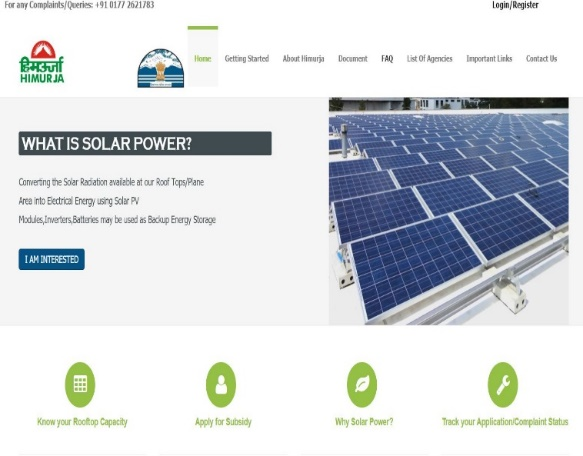 For any Complaints/Queries: +91 0177 2621783
Login/Register
हिमऊर्जा
HIMURJA
Home
Getting Started
About Himurja
Document
FAQ
List Of Agencies
Important Links
Contact Us
WHAT IS SOLAR POWER?
Converting the Solar Radiation available at our Roof Tops/Plane
Area into Electrical Energy using Solar PV
Modules,Inverters,Batteries may be used as Backup Energy Storage
I AM INTERESTED
Know your Rooftop Capacity
Apply for Subsidy
Why Solar Power?
Track your Application/Complaint Status